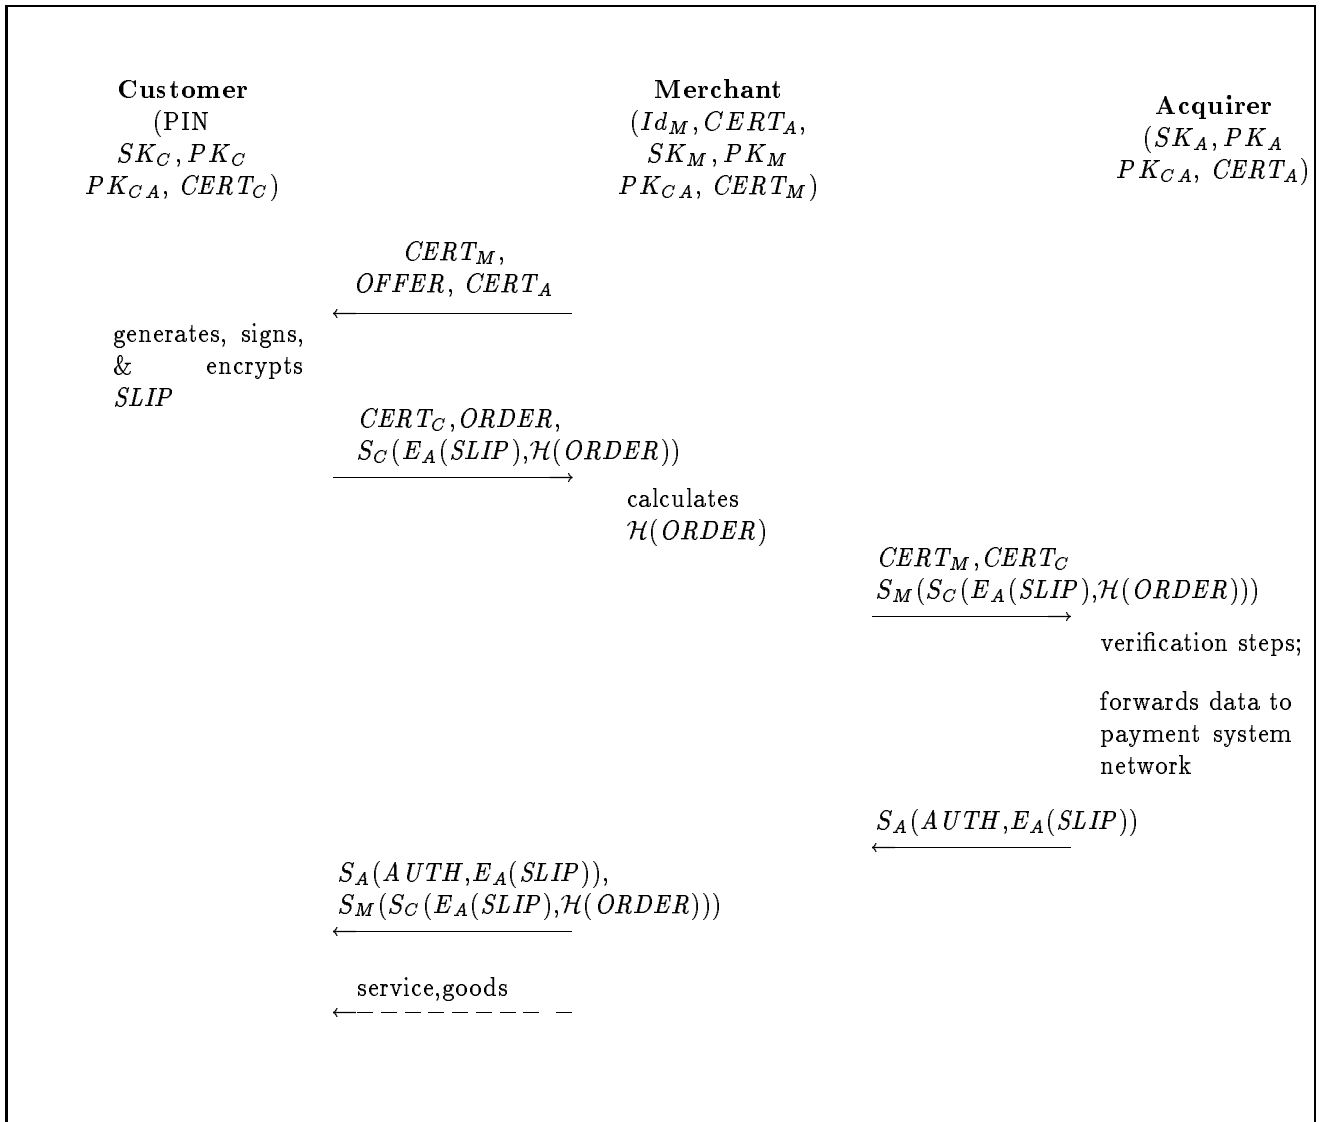 Customer
(PIN
SK_C, PK_C
PK_CA, CERT_C)
Merchant
(Id_M, CERT_A,
SK_M, PK_M
PK_CA, CERT_M)
Acquirer
(SK_A, PK_A
PK_CA, CERT_A)
CERT_M,
OFFER, CERT_A
generates, signs,
& encrypts
SLIP
CERT_C,ORDER,
S_C(E_A(SLIP),ℋ(ORDER))
calculates
ℋ(ORDER)
CERT_M,CERT_C
S_M(S_C(E_A(SLIP),ℋ(ORDER)))
verification steps;
forwards data to
payment system
network
S_A(AUTH,E_A(SLIP))
S_A(AUTH,E_A(SLIP)),
S_M(S_C(E_A(SLIP),ℋ(ORDER)))
service,goods